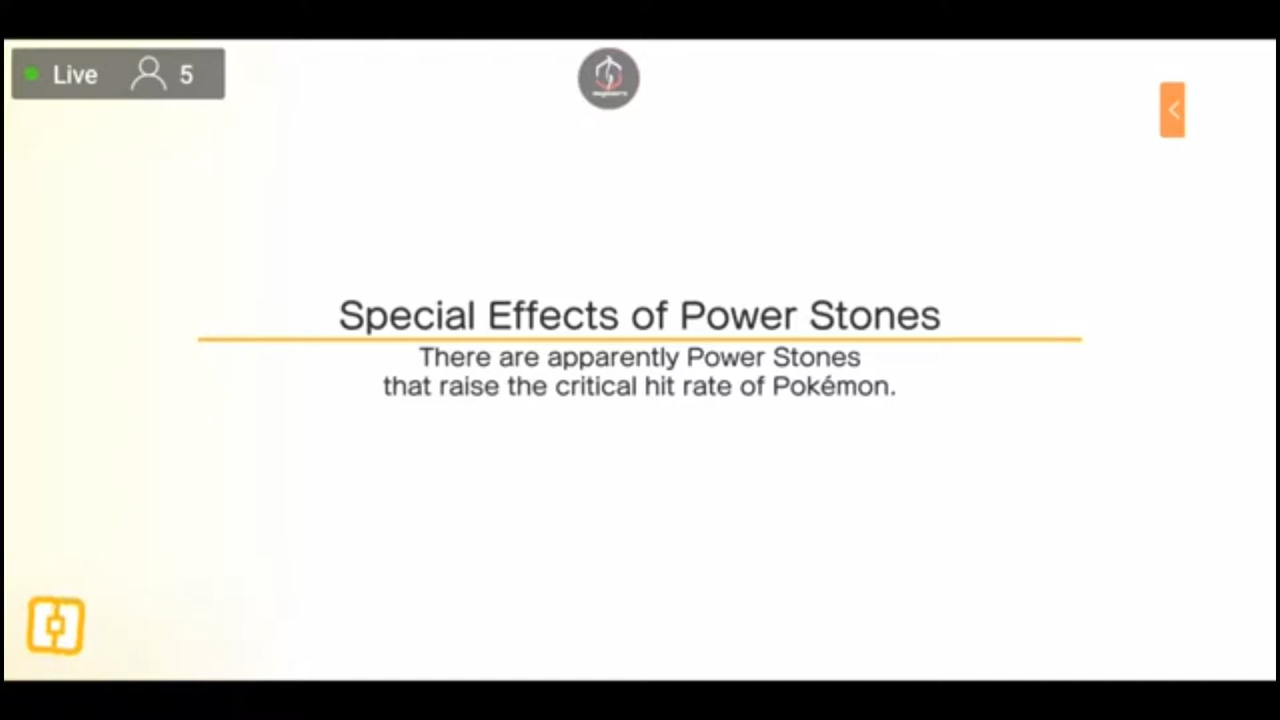 Live 5
Special Effects of Power Stones
There are apparently Power Stones
that raise the critical hit rate of Pokémon.